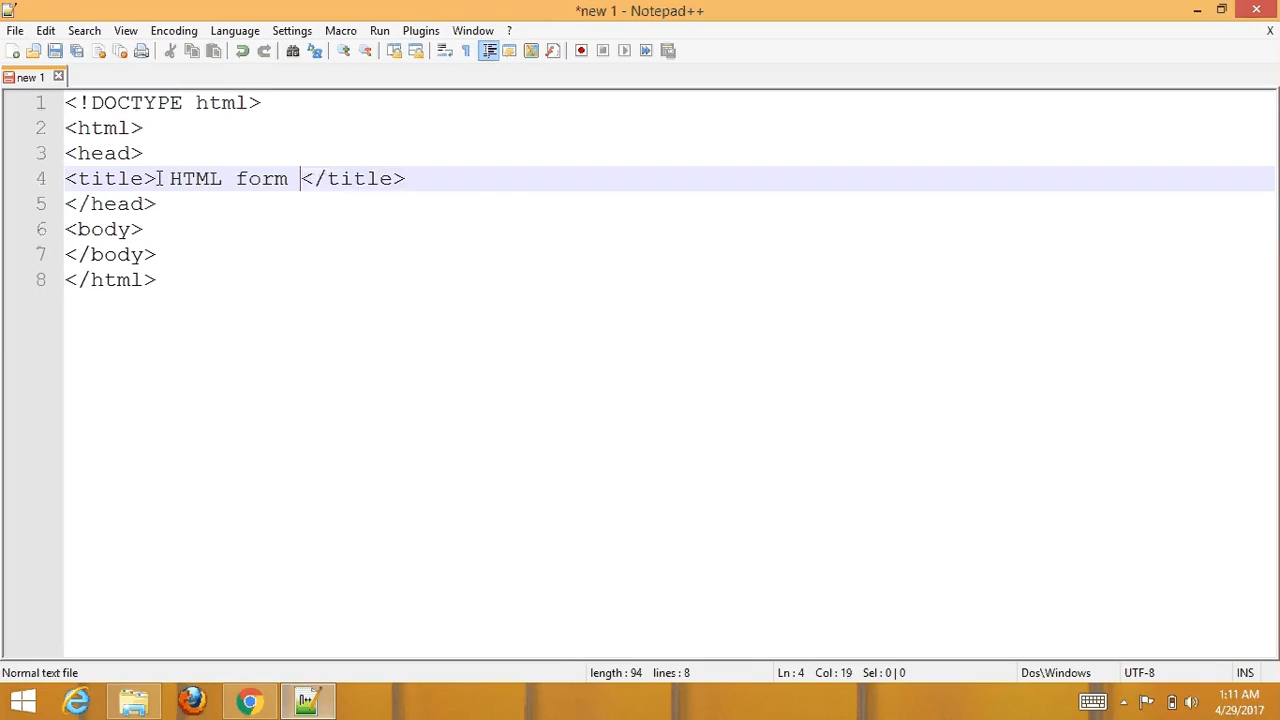 *new 1 - Notepad++
File Edit Search View Encoding Language Settings Macro Run Plugins Window ? X
new 1
1 <!DOCTYPE html>
2 <html>
3 <head>
4 <title> HTML form </title>
5 </head>
6 <body>
7 </body>
8 </html>
Normal text file length : 94 lines : 8 Ln : 4 Col : 19 Sel : 0 | 0 Dos\Windows UTF-8 INS
1:11 AM
4/29/2017